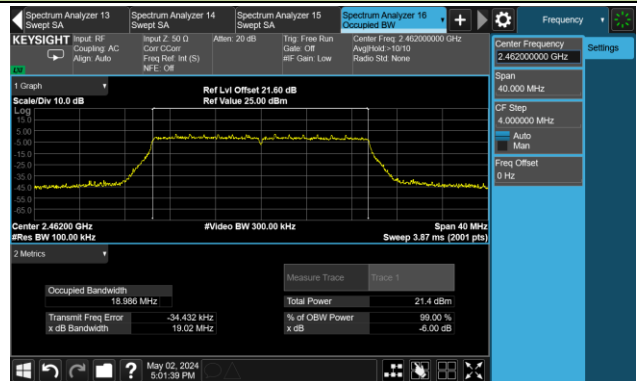 Spectrum Analyzer 13
Swept SA
Spectrum Analyzer 14
Swept SA
Spectrum Analyzer 15
Swept SA
Spectrum Analyzer 16
Occupied BW
+
Frequency
KEYSIGHT
Input: RF
Coupling: AC
Align: Auto
Input Z: 50 Ω
Corr CCorr
Freq Ref: Int (S)
NFE: Off
Atten: 20 dB
Trig: Free Run
Gate: Off
#IF Gain: Low
Center Freq: 2.462000000 GHz
Avg|Hold:>10/10
Radio Std: None
Center Frequency
2.462000000 GHz
Settings
Span
40.000 MHz
CF Step
4.000000 MHz
Auto
Man
Freq Offset
0 Hz
1 Graph
Ref Lvl Offset 21.60 dB
Scale/Div 10.0 dB
Ref Value 25.00 dBm
Log
15.0
5.00
-5.00
-15.0
-25.0
-35.0
-45.0
-55.0
-65.0
Center 2.46200 GHz
#Video BW 300.00 kHz
Span 40 MHz
#Res BW 100.00 kHz
Sweep 3.87 ms (2001 pts)
2 Metrics
Measure Trace
Trace 1
Occupied Bandwidth
18.986 MHz
Total Power
21.4 dBm
Transmit Freq Error
-34.432 kHz
% of OBW Power
99.00 %
x dB Bandwidth
19.02 MHz
x dB
-6.00 dB
?
May 02, 2024
5:01:39 PM